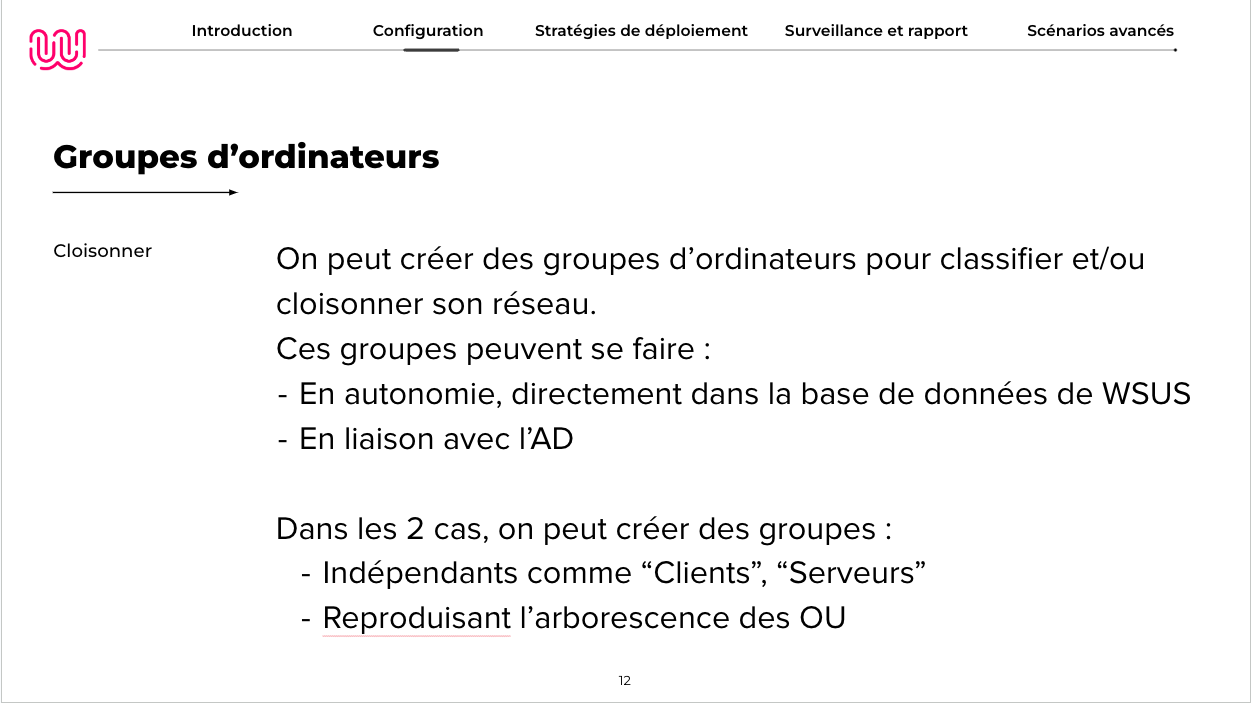 Introduction
Configuration
Stratégies de déploiement
Surveillance et rapport
Scénarios avancés
Groupes d’ordinateurs
Cloisonner
On peut créer des groupes d’ordinateurs pour classifier et/ou
cloisonner son réseau.
Ces groupes peuvent se faire :
- En autonomie, directement dans la base de données de WSUS
- En liaison avec l’AD
Dans les 2 cas, on peut créer des groupes :
- Indépendants comme “Clients”, “Serveurs”
- Reproduisant l’arborescence des OU
12